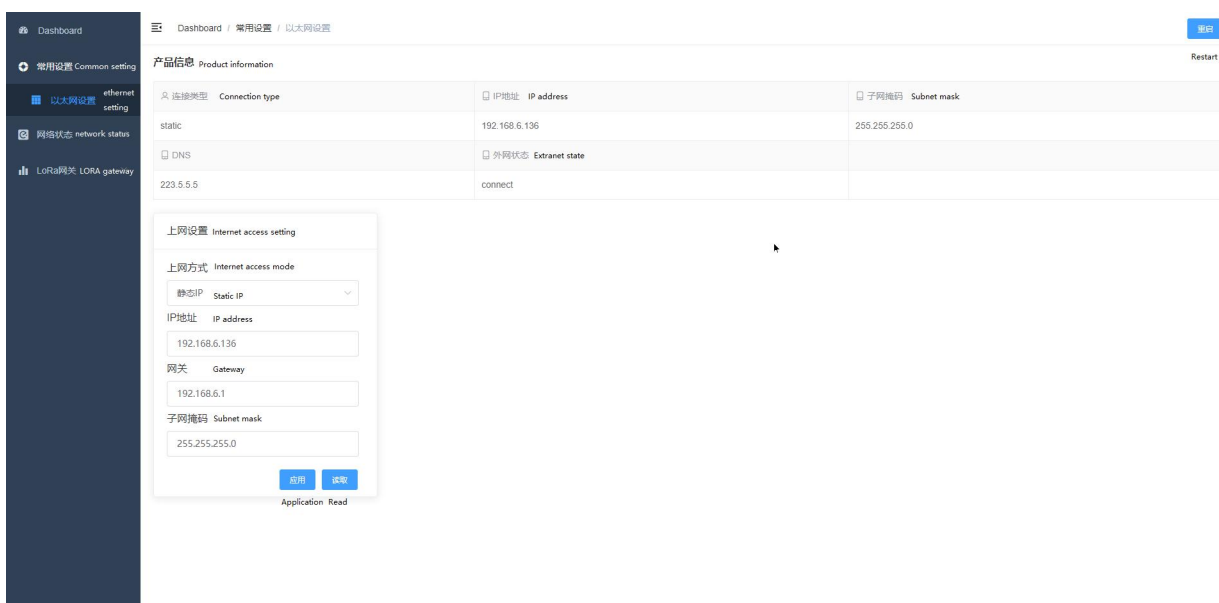 Dashboard
常用设置 Common setting
以太网设置 ethernet setting
网络状态 network status
LoRa网关 LORA gateway
Dashboard / 常用设置 / 以太网设置
重启
Restart
产品信息 Product information
连接类型 Connection type
IP地址 IP address
子网掩码 Subnet mask
static
192.168.6.136
255.255.255.0
DNS
外网状态 Extranet state
223.5.5.5
connect
上网设置 Internet access setting
上网方式 Internet access mode
静态IP Static IP
IP地址 IP address
192.168.6.136
网关 Gateway
192.168.6.1
子网掩码 Subnet mask
255.255.255.0
应用 读取
Application Read